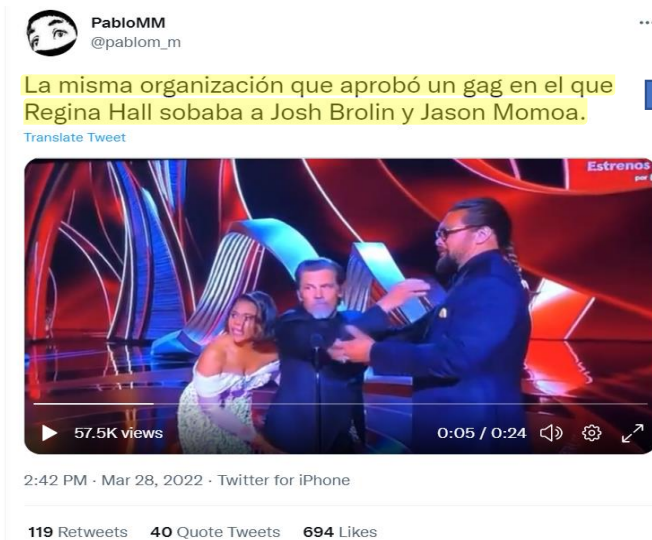 PabloMM
@pablom_m
La misma organización que aprobó un gag en el que
Regina Hall sobaba a Josh Brolin y Jason Momoa.
Translate Tweet
Estrenos
por
57.5K views
0:05 / 0:24
2:42 PM · Mar 28, 2022 · Twitter for iPhone
119 Retweets 40 Quote Tweets 694 Likes